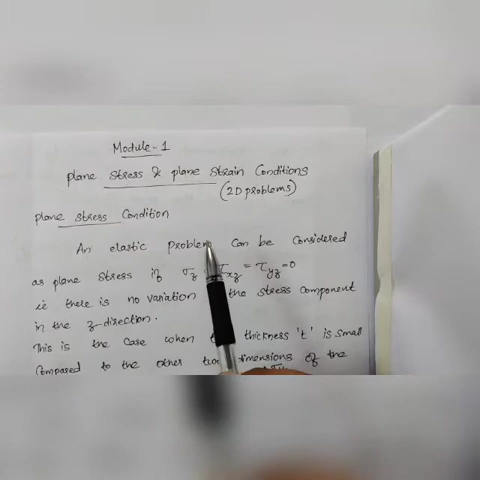 Module-1
plane stress & plane strain Conditions
(2D problems)
plane stress Condition
An elastic problem can be Considered
as plane stress if σz τxz = τyz = 0
ie there is no variation the stress component
in the z-direction.
This is the case when thickness 't' is small
Compared to the other dimensions of the